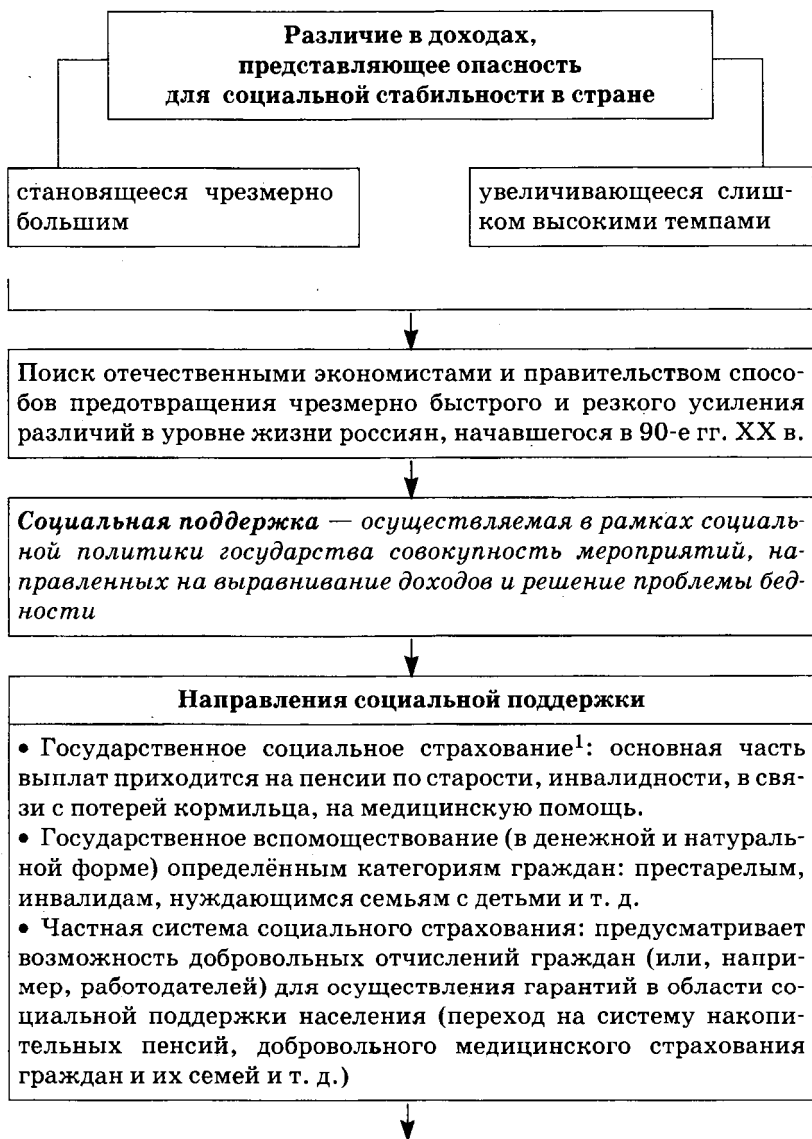 Различие в доходах,
представляющее опасность
для социальной стабильности в стране
становящееся чрезмерно
большим
увеличивающееся слиш-
ком высокими темпами
Поиск отечественными экономистами и правительством спосо-
бов предотвращения чрезмерно быстрого и резкого усиления
различий в уровне жизни россиян, начавшегося в 90-е гг. XX в.
Социальная поддержка — осуществляемая в рамках социаль-
ной политики государства совокупность мероприятий, на-
правленных на выравнивание доходов и решение проблемы бед-
ности
Направления социальной поддержки
• Государственное социальное страхование¹: основная часть
выплат приходится на пенсии по старости, инвалидности, в свя-
зи с потерей кормильца, на медицинскую помощь.
• Государственное вспомоществование (в денежной и натураль-
ной форме) определённым категориям граждан: престарелым,
инвалидам, нуждающимся семьям с детьми и т. д.
• Частная система социального страхования: предусматривает
возможность добровольных отчислений граждан (или, напри-
мер, работодателей) для осуществления гарантий в области со-
циальной поддержки населения (переход на систему накопи-
тельных пенсий, добровольного медицинского страхования
граждан и их семей и т. д.)